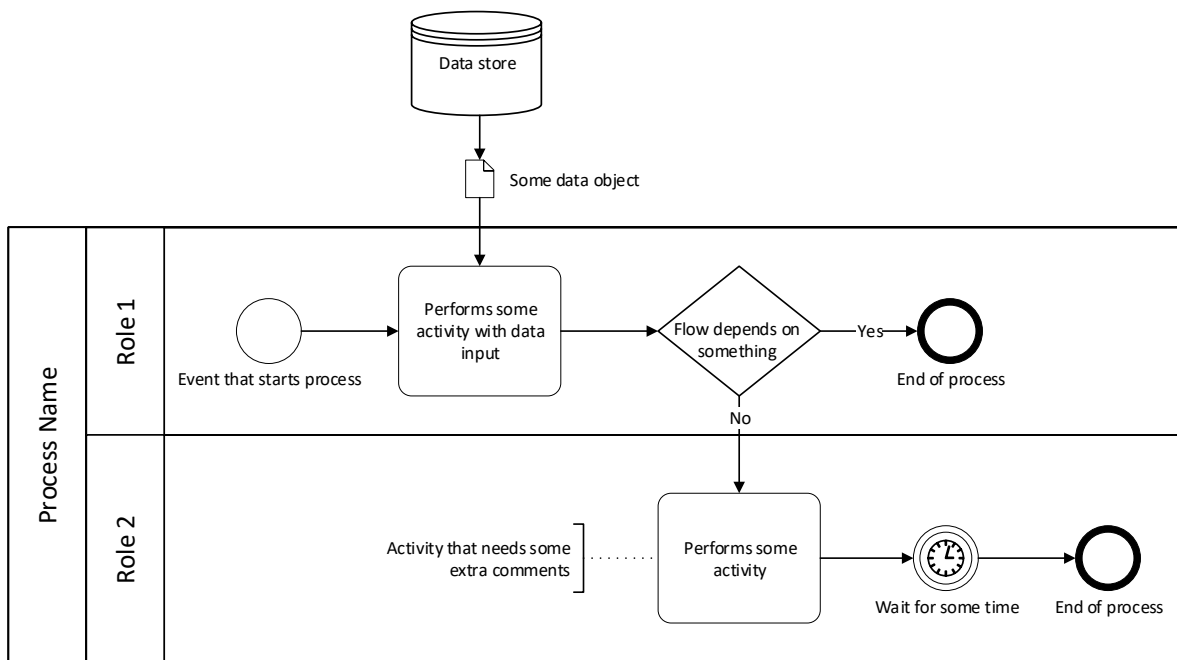 Data store
Some data object
Process Name
Role 1
Performs some
activity with data
input
Flow depends on
something
Yes
Event that starts process
End of process
No
Role 2
Activity that needs some
extra comments
Performs some
activity
Wait for some time
End of process